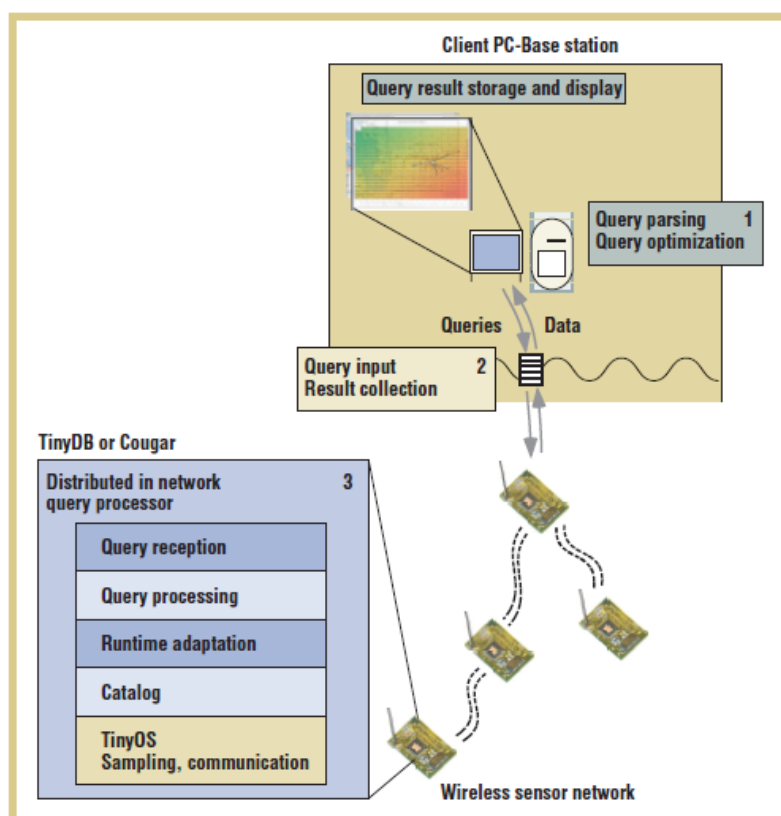 Client PC-Base station
Query result storage and display
Query parsing 1
Query optimization
Queries Data
Query input 2
Result collection
TinyDB or Cougar
Distributed in network 3
query processor
Query reception
Query processing
Runtime adaptation
Catalog
TinyOS
Sampling, communication
Wireless sensor network